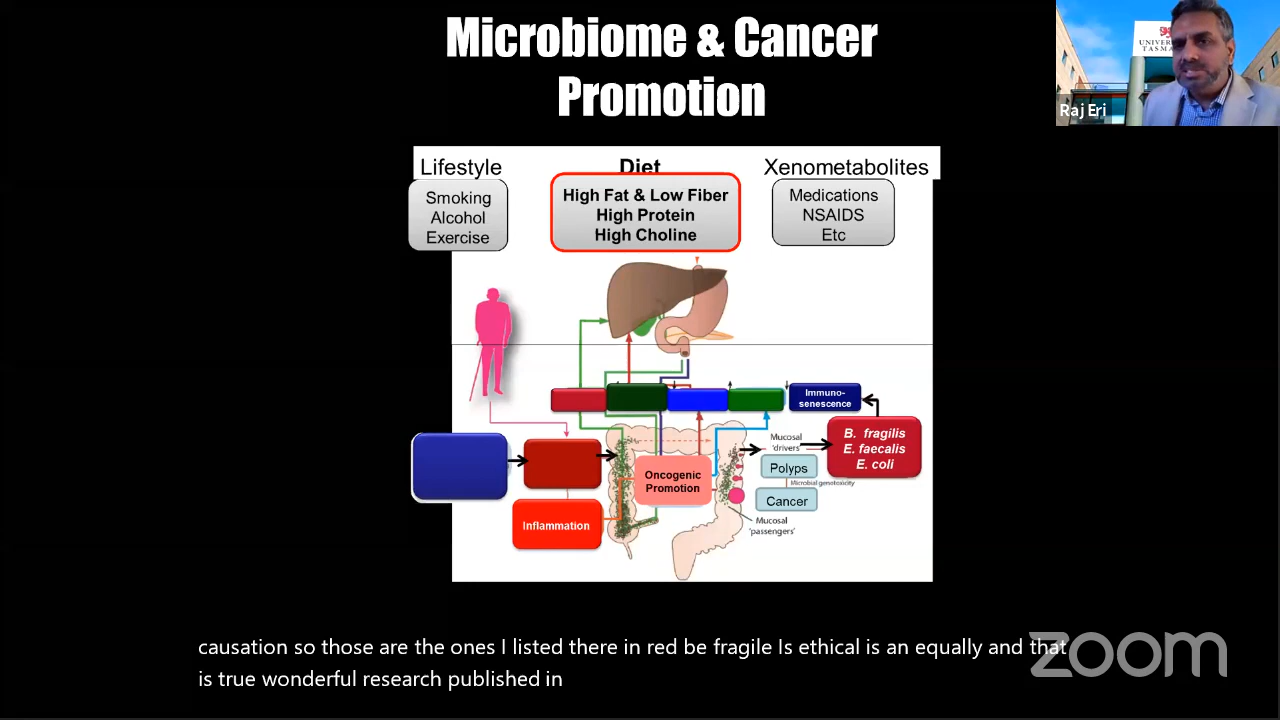 Microbiome & Cancer
Promotion
UNIVER
TASMA
Raj Eri
Lifestyle
Diet
Xenometabolites
Smoking
Alcohol
Exercise
High Fat & Low Fiber
High Protein
High Choline
Medications
NSAIDS
Etc
Immuno-
senescence
B. fragilis
E. faecalis
E. coli
Mucosal
'drivers'
Polyps
Microbial genotoxicity
Cancer
Oncogenic
Promotion
Inflammation
Mucosal
'passengers'
causation so those are the ones I listed there in red be fragile Is ethical is an equally and that
is true wonderful research published in
zoom